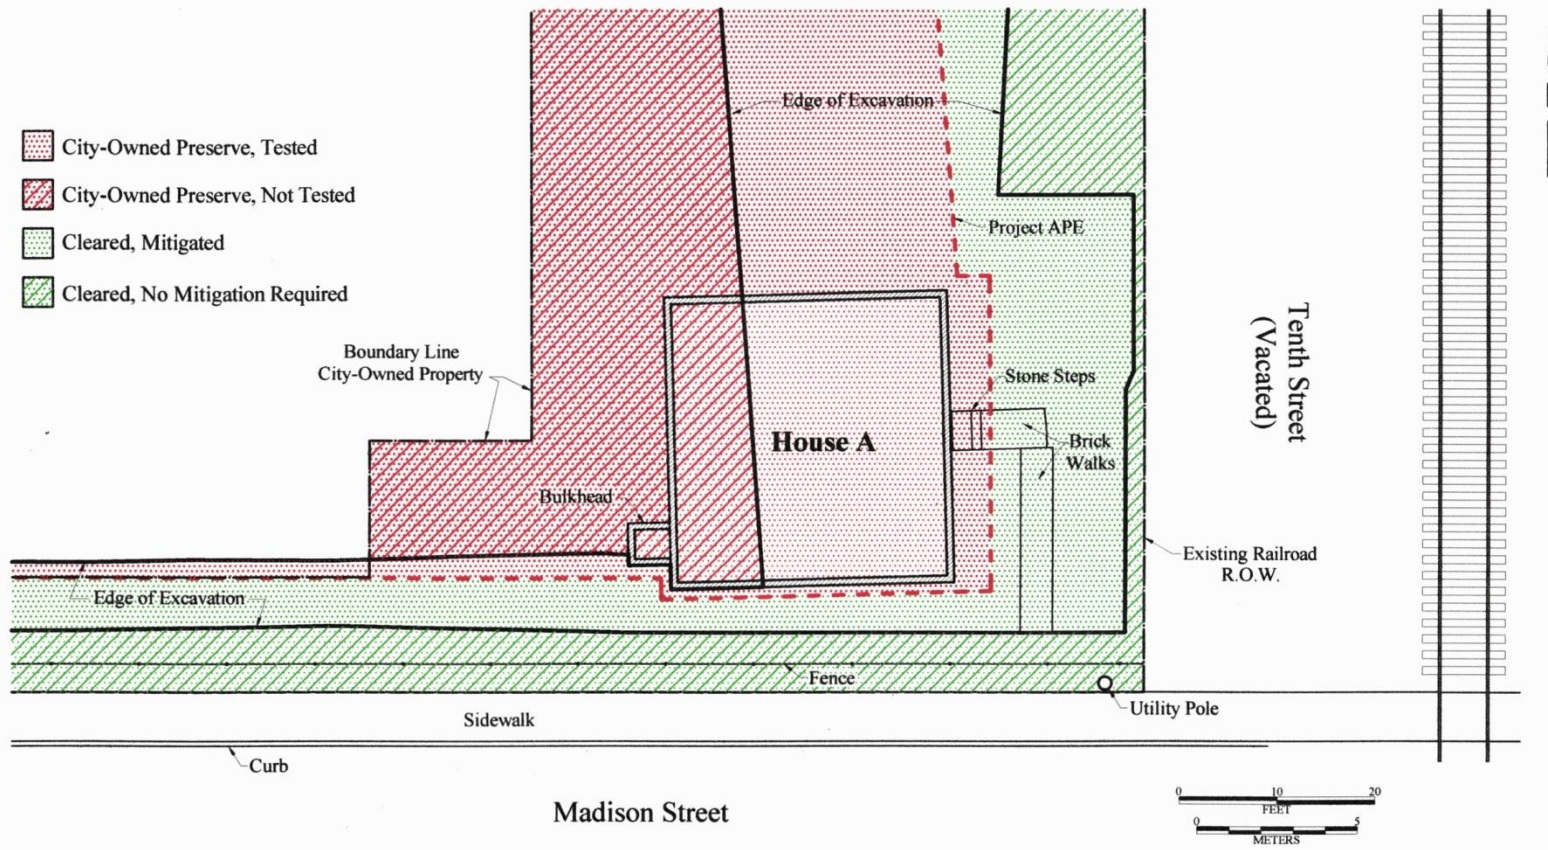 Edge of Excavation
City-Owned Preserve, Tested
City-Owned Preserve, Not Tested
Project APE
Cleared, Mitigated
Cleared, No Mitigation Required
Tenth Street
(Vacated)
Boundary Line
City-Owned Property
Stone Steps
House A
Brick
Walks
Bulkhead
Existing Railroad
R.O.W.
Edge of Excavation
Fence
Utility Pole
Sidewalk
Curb
0 10 20
FEET
0 5
METERS
Madison Street